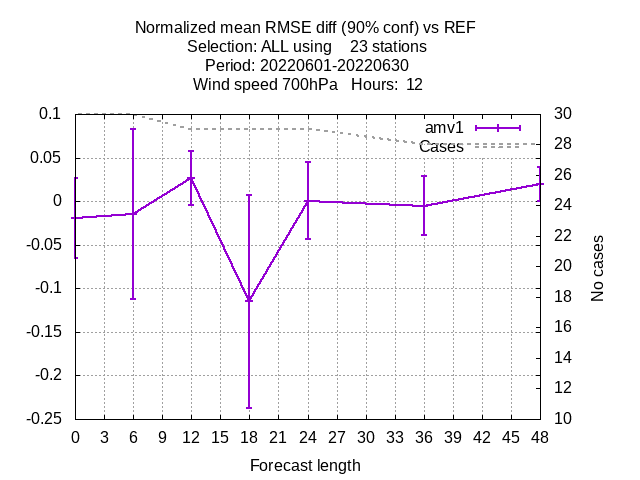 Normalized mean RMSE diff (90% conf) vs REF
Selection: ALL using 23 stations
Period: 20220601-20220630
Wind speed 700hPa Hours: 12
0.1
0.05
0
-0.05
-0.1
-0.15
-0.2
-0.25
amv1
Cases
30
28
26
24
22
20
18
16
14
12
10
No cases
0 3 6 9 12 15 18 21 24 27 30 33 36 39 42 45 48
Forecast length